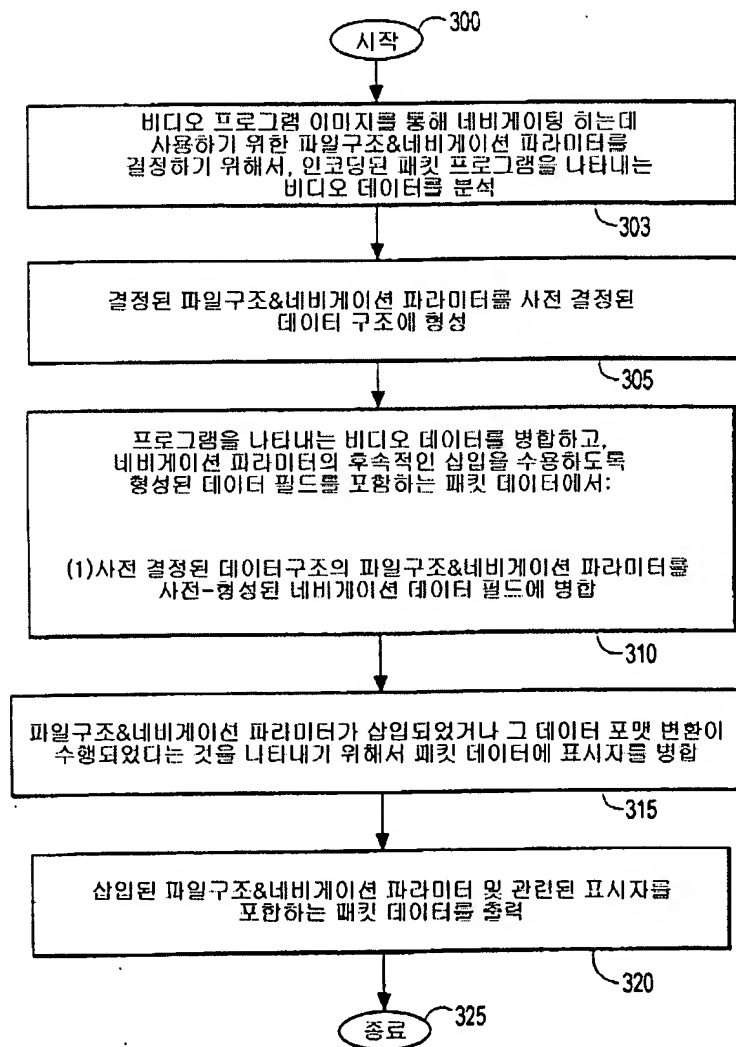 시작
300
비디오 프로그램 이미지를 통해 네비게이팅 하는데
사용하기 위한 파일구조&네비게이션 파라미터를
결정하기 위해서, 인코딩된 패킷 프로그램을 나타내는
비디오 데이터를 분석
303
결정된 파일구조&네비게이션 파라미터를 사전 결정된
데이터 구조에 형성
305
프로그램을 나타내는 비디오 데이터를 병합하고,
네비게이션 파라미터의 후속적인 삽입을 수용하도록
형성된 데이터 필드를 포함하는 패킷 데이터에서:
(1)사전 결정된 데이터구조의 파일구조&네비게이션 파라미터를
사전-형성된 네비게이션 데이터 필드에 병합
310
파일구조&네비게이션 파라미터가 삽입되었거나 그 데이터 포맷 변환이
수행되었다는 것을 나타내기 위해서 패킷 데이터에 표시자를 병합
315
삽입된 파일구조&네비게이션 파라미터 및 관련된 표시자를
포함하는 패킷 데이터를 출력
320
종료
325